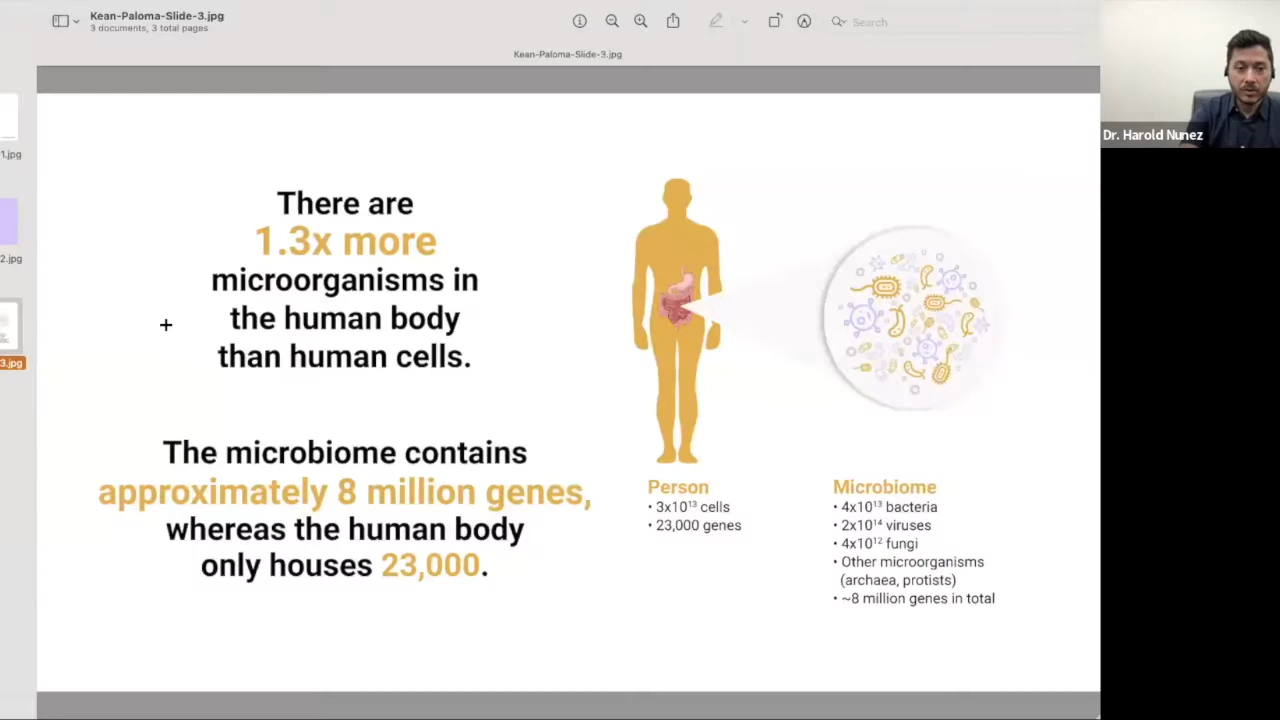 Kean-Paloma-Slide-3.jpg
3 documents, 3 total pages
Search
Kean-Paloma-Slide-3.jpg
1.jpg
2.jpg
3.jpg
There are
1.3x more
microorganisms in
the human body
than human cells.
The microbiome contains
approximately 8 million genes,
whereas the human body
only houses 23,000.
Person
• 3x10¹³ cells
• 23,000 genes
Microbiome
• 4x10¹³ bacteria
• 2x10¹⁴ viruses
• 4x10¹² fungi
• Other microorganisms
(archaea, protists)
• ~8 million genes in total
Dr. Harold Nunez